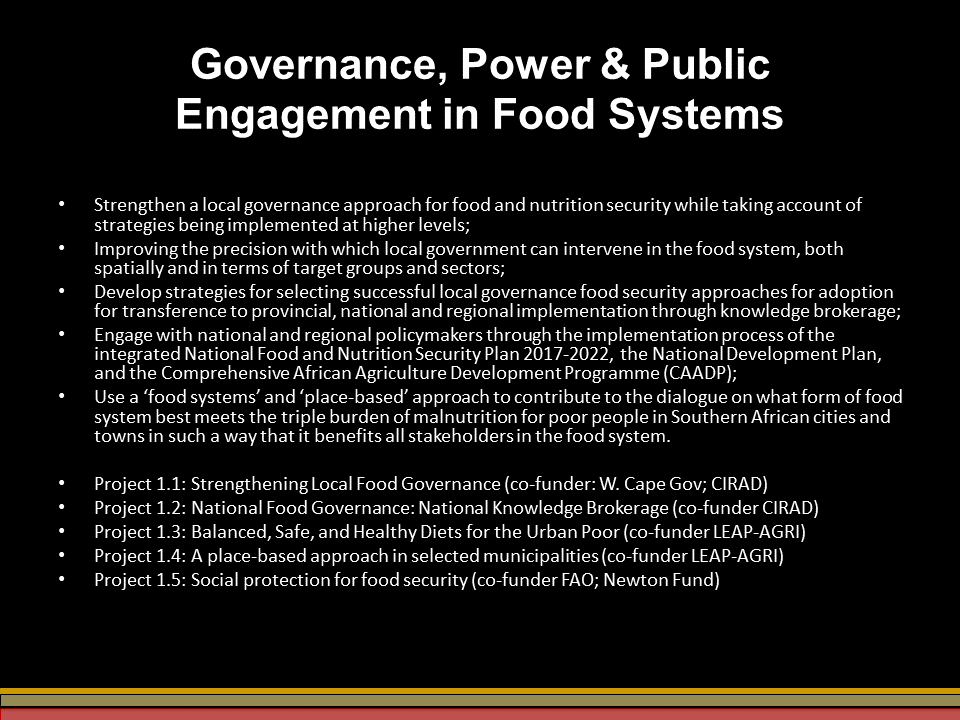 Governance, Power & Public
Engagement in Food Systems
• Strengthen a local governance approach for food and nutrition security while taking account of
strategies being implemented at higher levels;
• Improving the precision with which local government can intervene in the food system, both
spatially and in terms of target groups and sectors;
• Develop strategies for selecting successful local governance food security approaches for adoption
for transference to provincial, national and regional implementation through knowledge brokerage;
• Engage with national and regional policymakers through the implementation process of the
integrated National Food and Nutrition Security Plan 2017-2022, the National Development Plan,
and the Comprehensive African Agriculture Development Programme (CAADP);
• Use a ‘food systems’ and ‘place-based’ approach to contribute to the dialogue on what form of food
system best meets the triple burden of malnutrition for poor people in Southern African cities and
towns in such a way that it benefits all stakeholders in the food system.
• Project 1.1: Strengthening Local Food Governance (co-funder: W. Cape Gov; CIRAD)
• Project 1.2: National Food Governance: National Knowledge Brokerage (co-funder CIRAD)
• Project 1.3: Balanced, Safe, and Healthy Diets for the Urban Poor (co-funder LEAP-AGRI)
• Project 1.4: A place-based approach in selected municipalities (co-funder LEAP-AGRI)
• Project 1.5: Social protection for food security (co-funder FAO; Newton Fund)